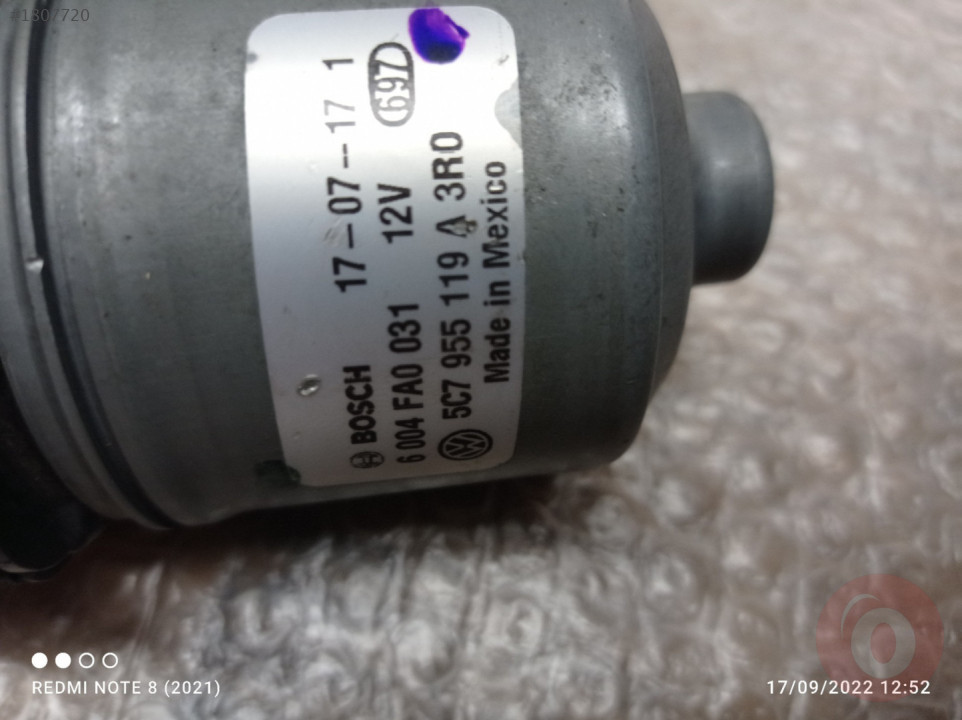 #1807720
BOSCH 17–07–17 1
6 004 FA0 031 12V 697
5C7 955 119 A 3R0
Made in Mexico
REDMI NOTE 8 (2021)
17/09/2022 12:52